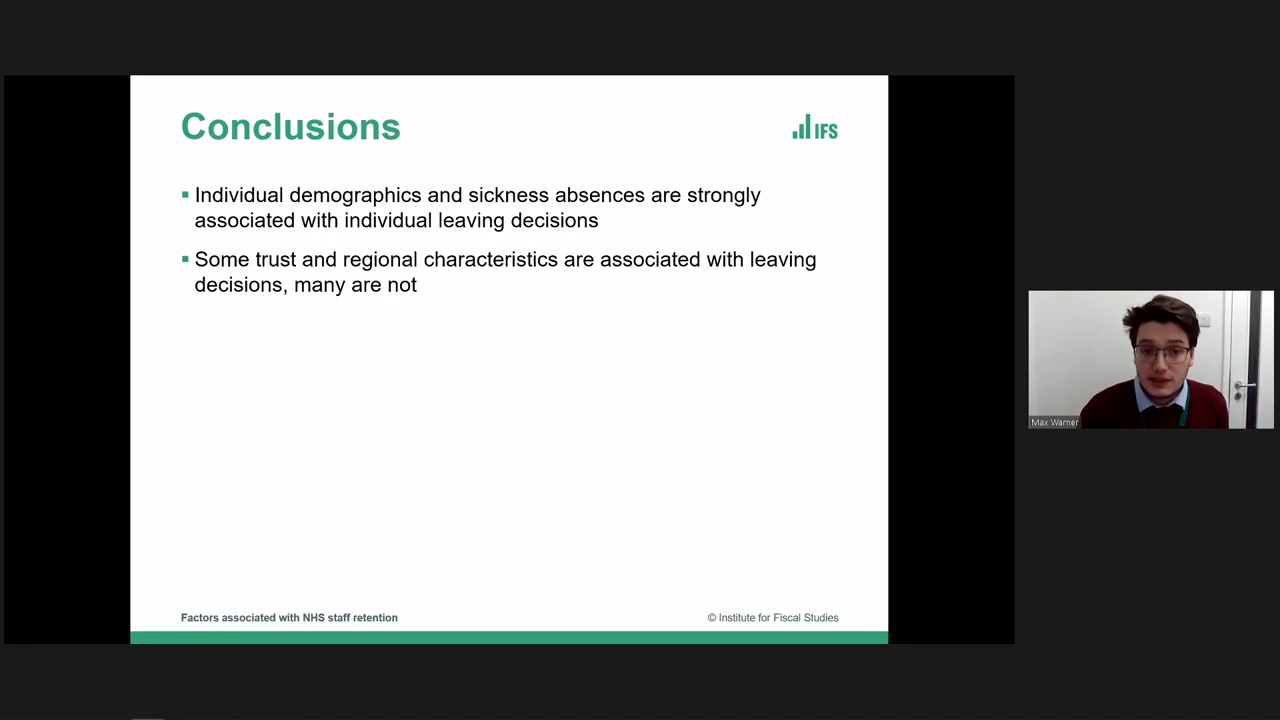 Conclusions
IFS
▪ Individual demographics and sickness absences are strongly
associated with individual leaving decisions
▪ Some trust and regional characteristics are associated with leaving
decisions, many are not
Max Warner
Factors associated with NHS staff retention
© Institute for Fiscal Studies